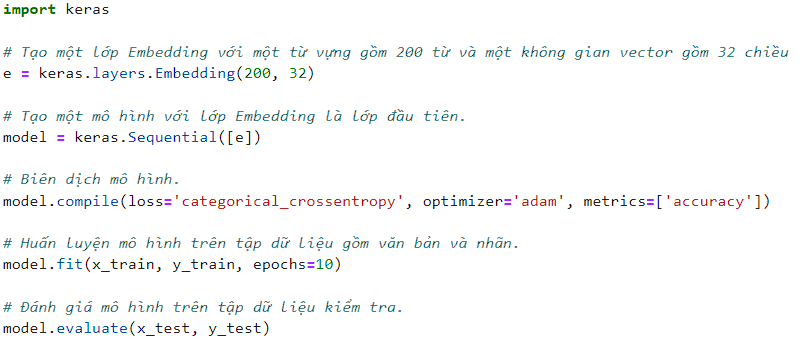 import keras
# Tạo một lớp Embedding với một từ vựng gồm 200 từ và một không gian vector gồm 32 chiều
e = keras.layers.Embedding(200, 32)
# Tạo một mô hình với lớp Embedding là lớp đầu tiên.
model = keras.Sequential([e])
# Biên dịch mô hình.
model.compile(loss='categorical_crossentropy', optimizer='adam', metrics=['accuracy'])
# Huấn luyện mô hình trên tập dữ liệu gồm văn bản và nhãn.
model.fit(x_train, y_train, epochs=10)
# Đánh giá mô hình trên tập dữ liệu kiểm tra.
model.evaluate(x_test, y_test)